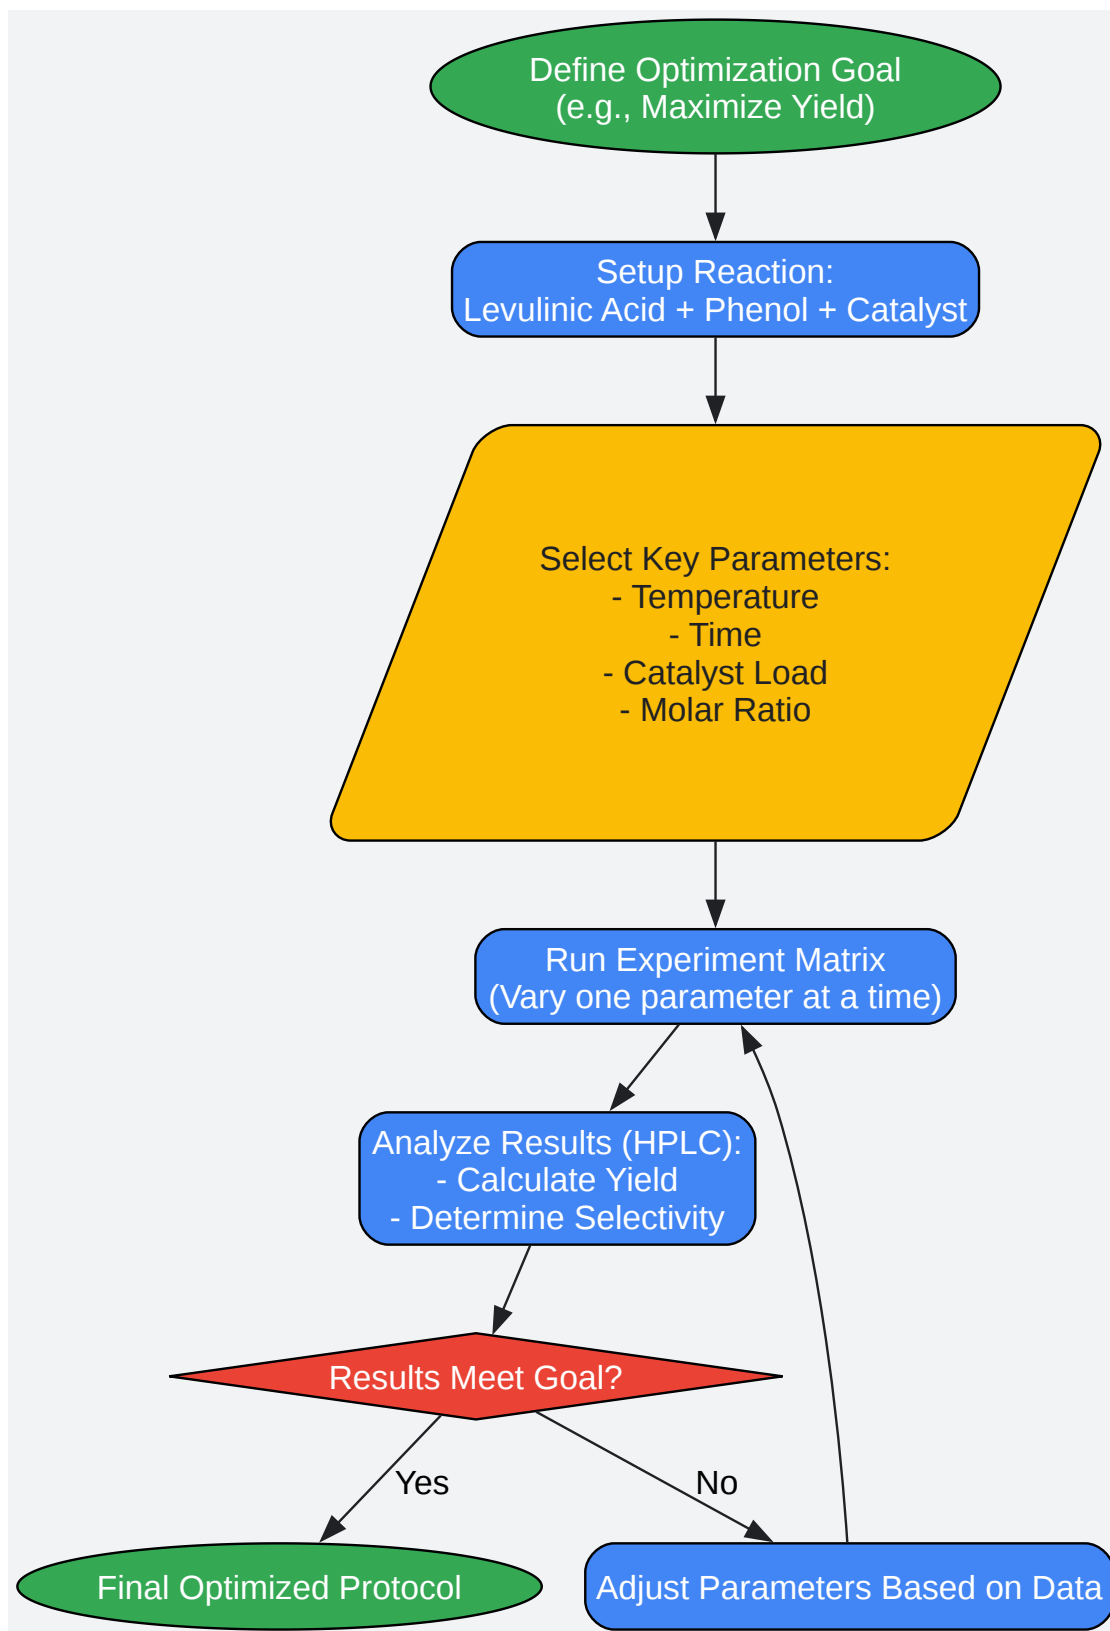 Define Optimization Goal
(e.g., Maximize Yield)
Setup Reaction:
Levulinic Acid + Phenol + Catalyst
Select Key Parameters:
- Temperature
- Time
- Catalyst Load
- Molar Ratio
Run Experiment Matrix
(Vary one parameter at a time)
Analyze Results (HPLC):
- Calculate Yield
- Determine Selectivity
Results Meet Goal?
Yes
No
Final Optimized Protocol
Adjust Parameters Based on Data